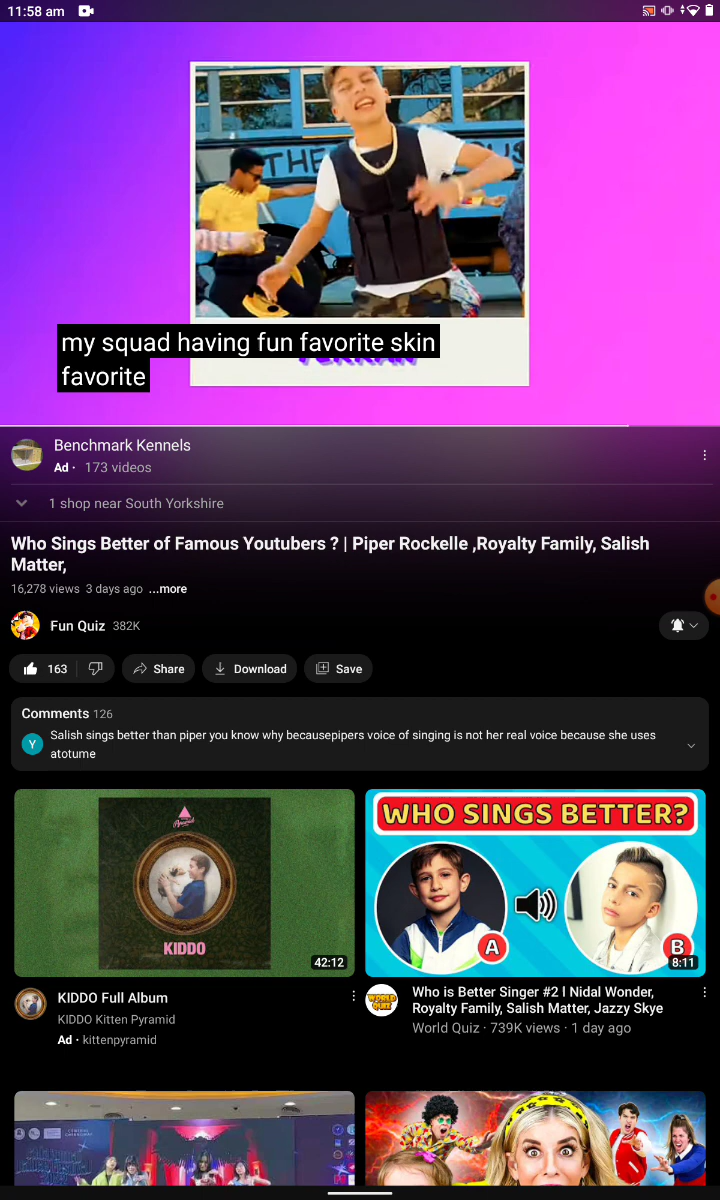 11:58 am
THE
US
my squad having fun favorite skin
favorite
Benchmark Kennels
Ad · 173 videos
1 shop near South Yorkshire
Who Sings Better of Famous Youtubers ? | Piper Rockelle ,Royalty Family, Salish
Matter,
16,278 views 3 days ago ...more
Fun Quiz 382K
163 Share Download Save
Comments 126
Y
Salish sings better than piper you know why becausepipers voice of singing is not her real voice because she uses
atotume
Pyramid
KIDDO
42:12
KIDDO Full Album
KIDDO Kitten Pyramid
Ad · kittenpyramid
WHO SINGS BETTER?
A
B
8:11
WORLD
QUIZ
Who is Better Singer #2 l Nidal Wonder,
Royalty Family, Salish Matter, Jazzy Skye
World Quiz · 739K views · 1 day ago